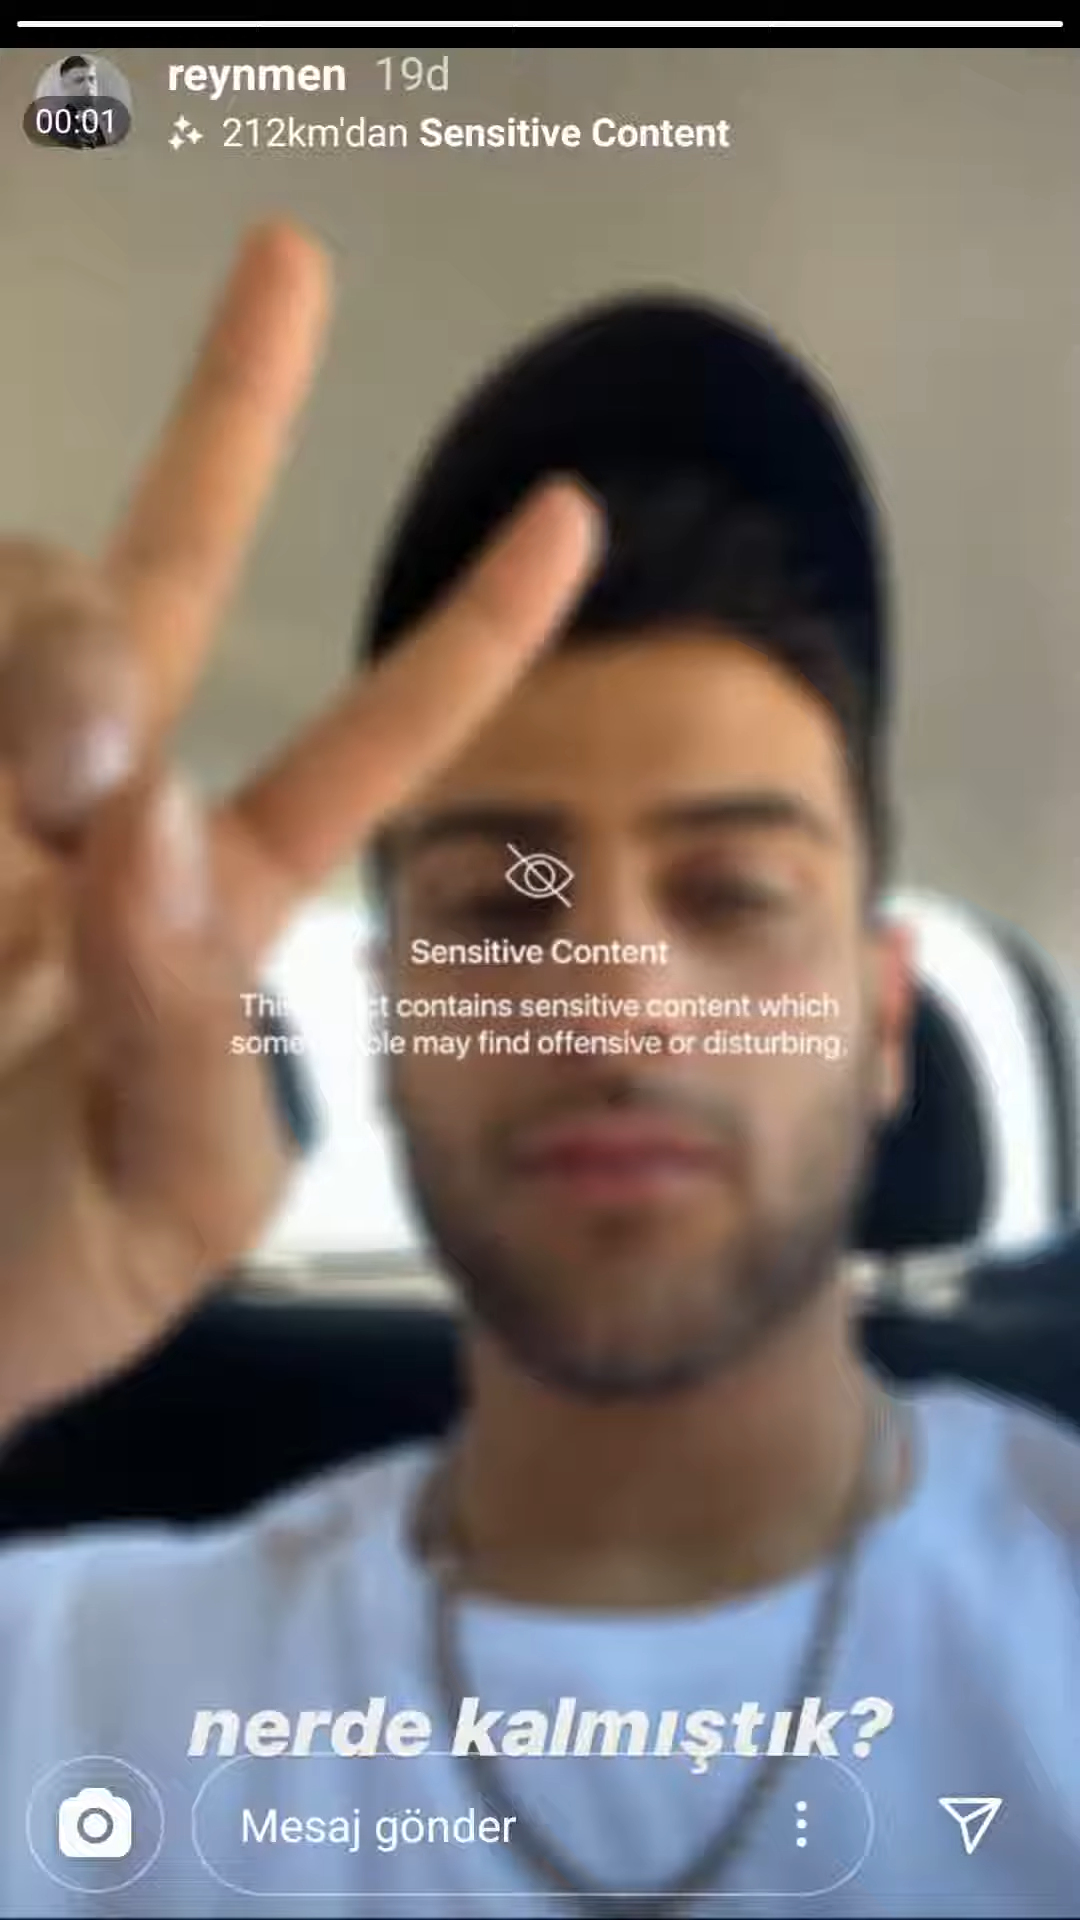 reynmen 19d
00:01
212km'dan Sensitive Content
Sensitive Content
contains sensitive content which
some may find offensive or disturbing.
nerde kalmıştık?
Mesaj gönder